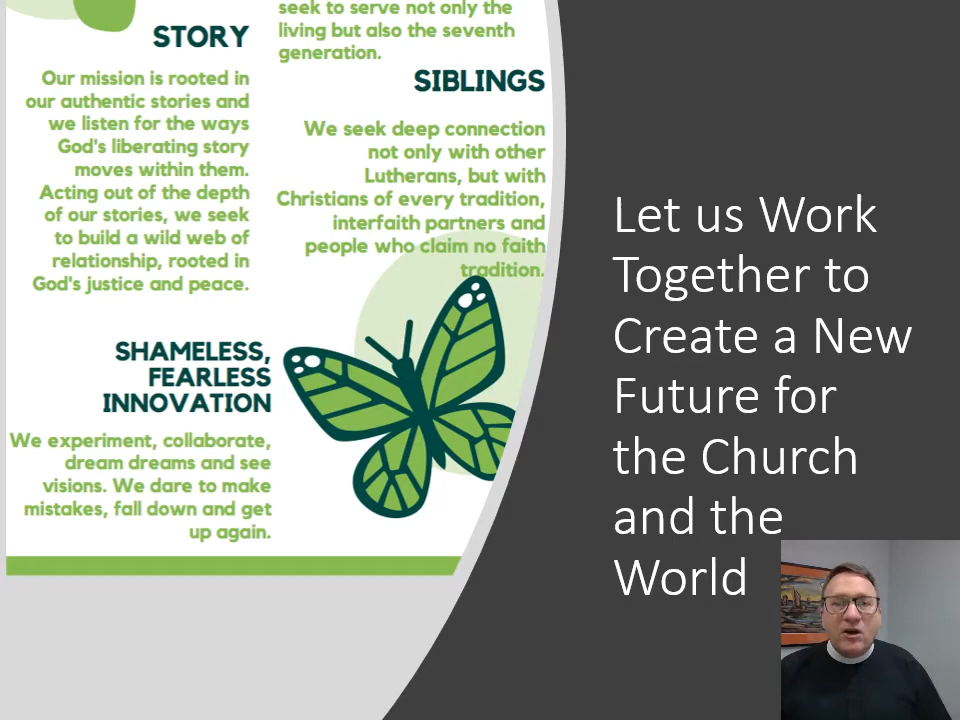 seek to serve not only the
living but also the seventh
generation.
STORY
Our mission is rooted in
our authentic stories and
we listen for the ways
God's liberating story
moves within them.
Acting out of the depth
of our stories, we seek
to build a wild web of
relationship, rooted in
God's justice and peace.
SIBLINGS
We seek deep connection
not only with other
Lutherans, but with
Christians of every tradition,
interfaith partners and
people who claim no faith
tradition.
SHAMELESS,
FEARLESS
INNOVATION
We experiment, collaborate,
dream dreams and see
visions. We dare to make
mistakes, fall down and get
up again.
Let us Work
Together to
Create a New
Future for
the Church
and the
World